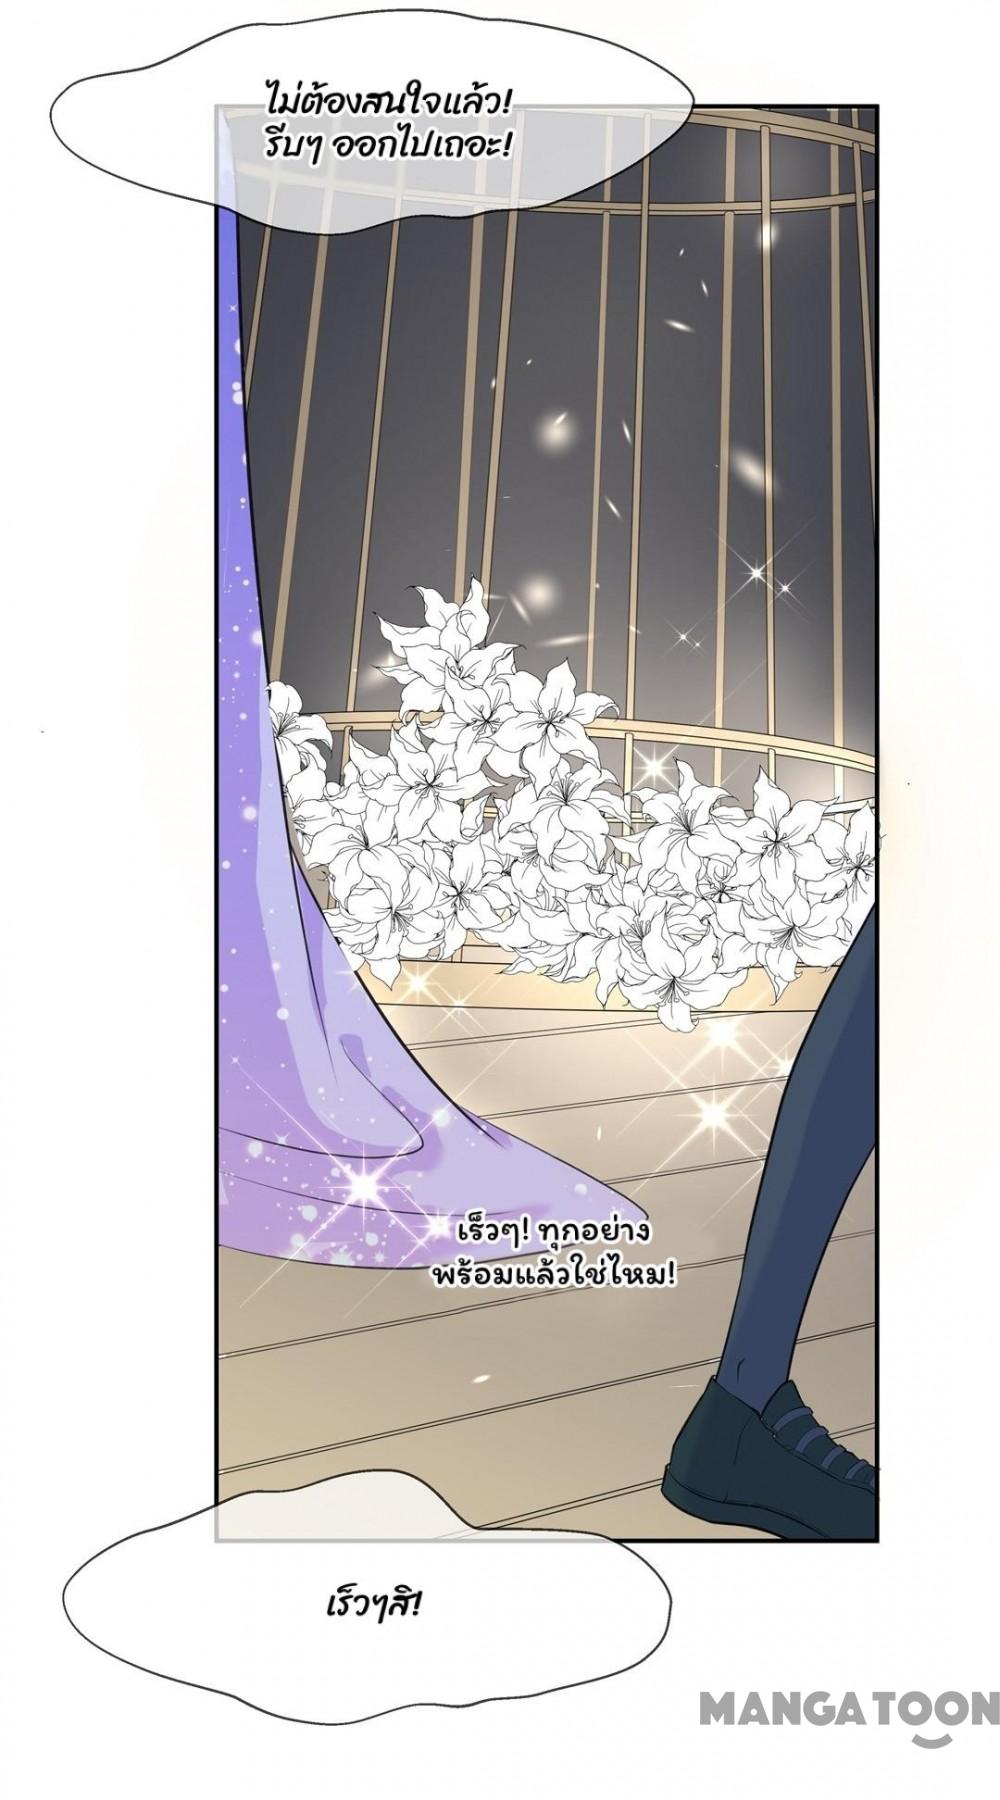 ไม่ต้องสนใจแล้ว!
รีบๆ ออกไปเถอะ!
เร็วๆ! ทุกอย่าง
พร้อมแล้วใช่ไหม!
เร็วๆสิ!
MANGATOON